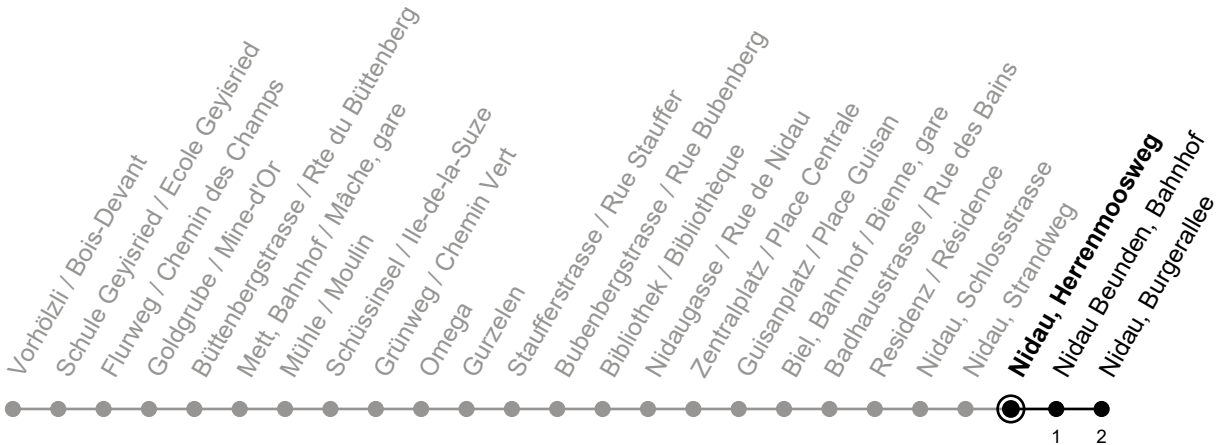 Vorhölzli / Bois-Devant
Schule Geyisried / Ecole Geyisried
Flurweg / Chemin des Champs
Goldgrube / Mine-d'Or
Büttenbergstrasse / Rte du Büttenberg
Mett, Bahnhof / Mâche, gare
Mühle / Moulin
Schüssinsel / Ile-de-la-Suze
Grünweg / Chemin Vert
Omega
Gurzelen
Staufferstrasse / Rue Stauffer
Bubenbergstrasse / Rue Bubenberg
Bibliothek / Bibliothèque
Nidaugasse / Rue de Nidau
Zentralplatz / Place Centrale
Guisanplatz / Place Guisan
Biel, Bahnhof / Bienne, gare
Badhausstrasse / Rue des Bains
Residenz / Résidence
Nidau, Schlossstrasse
Nidau, Strandweg
Nidau, Herrenmoosweg
Nidau Beunden, Bahnhof
Nidau, Burgerallee
1 2